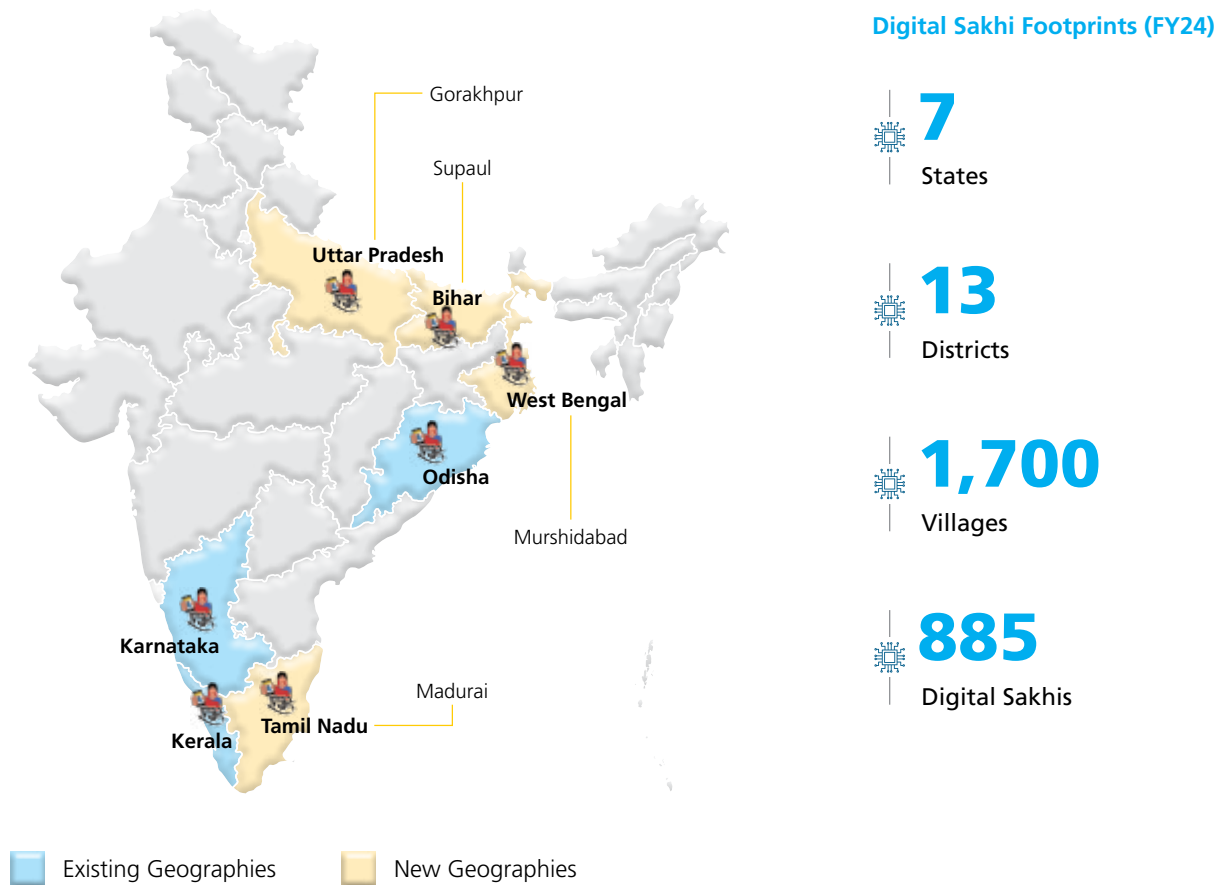 Digital Sakhi Footprints (FY24)
Gorakhpur
Supaul
Uttar Pradesh
Bihar
West Bengal
Odisha
Murshidabad
Karnataka
Madurai
Tamil Nadu
Kerala
7
States
13
Districts
1,700
Villages
885
Digital Sakhis
Existing Geographies
New Geographies